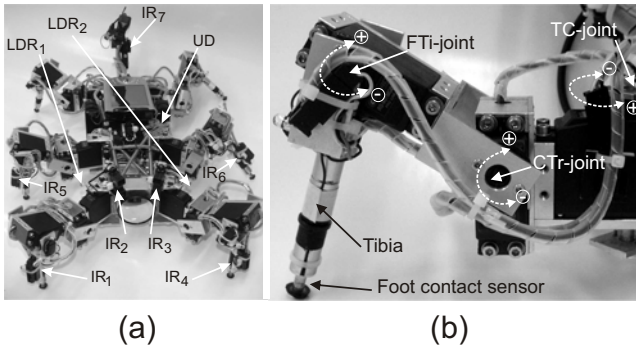 IR7
LDR2
LDR1
UD
IR5
IR6
IR2
IR3
IR1
IR4
(a)
FTi-joint
TC-joint
+
-
-
+
+
CTr-joint
-
Tibia
Foot contact sensor
(b)